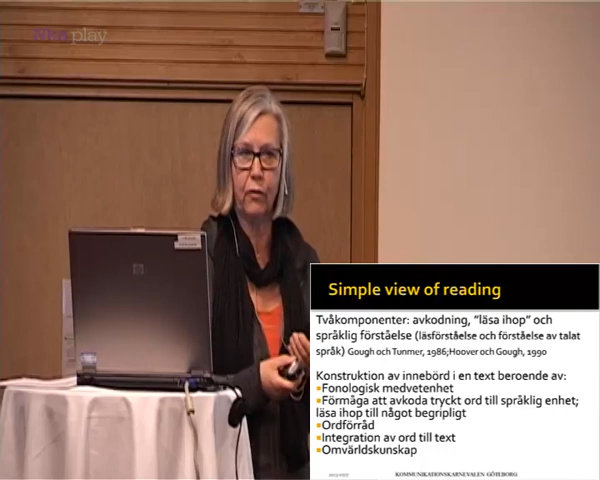 play
Simple view of reading
Tvåkomponenter: avkodning, ”läsa ihop” och
språklig förståelse (läsförståelse och förståelse av talat
språk) Gough och Tunmer, 1986;Hoover och Gough, 1990
Konstruktion av innebörd i en text beroende av:
Fonologisk medvetenhet
Förmåga att avkoda tryckt ord till språklig enhet;
läsa ihop till något begripligt
Ordförråd
Integration av ord till text
Omvärldskunskap
KOMMUNIKATIONSKARNEVALEN GÖTEBORG